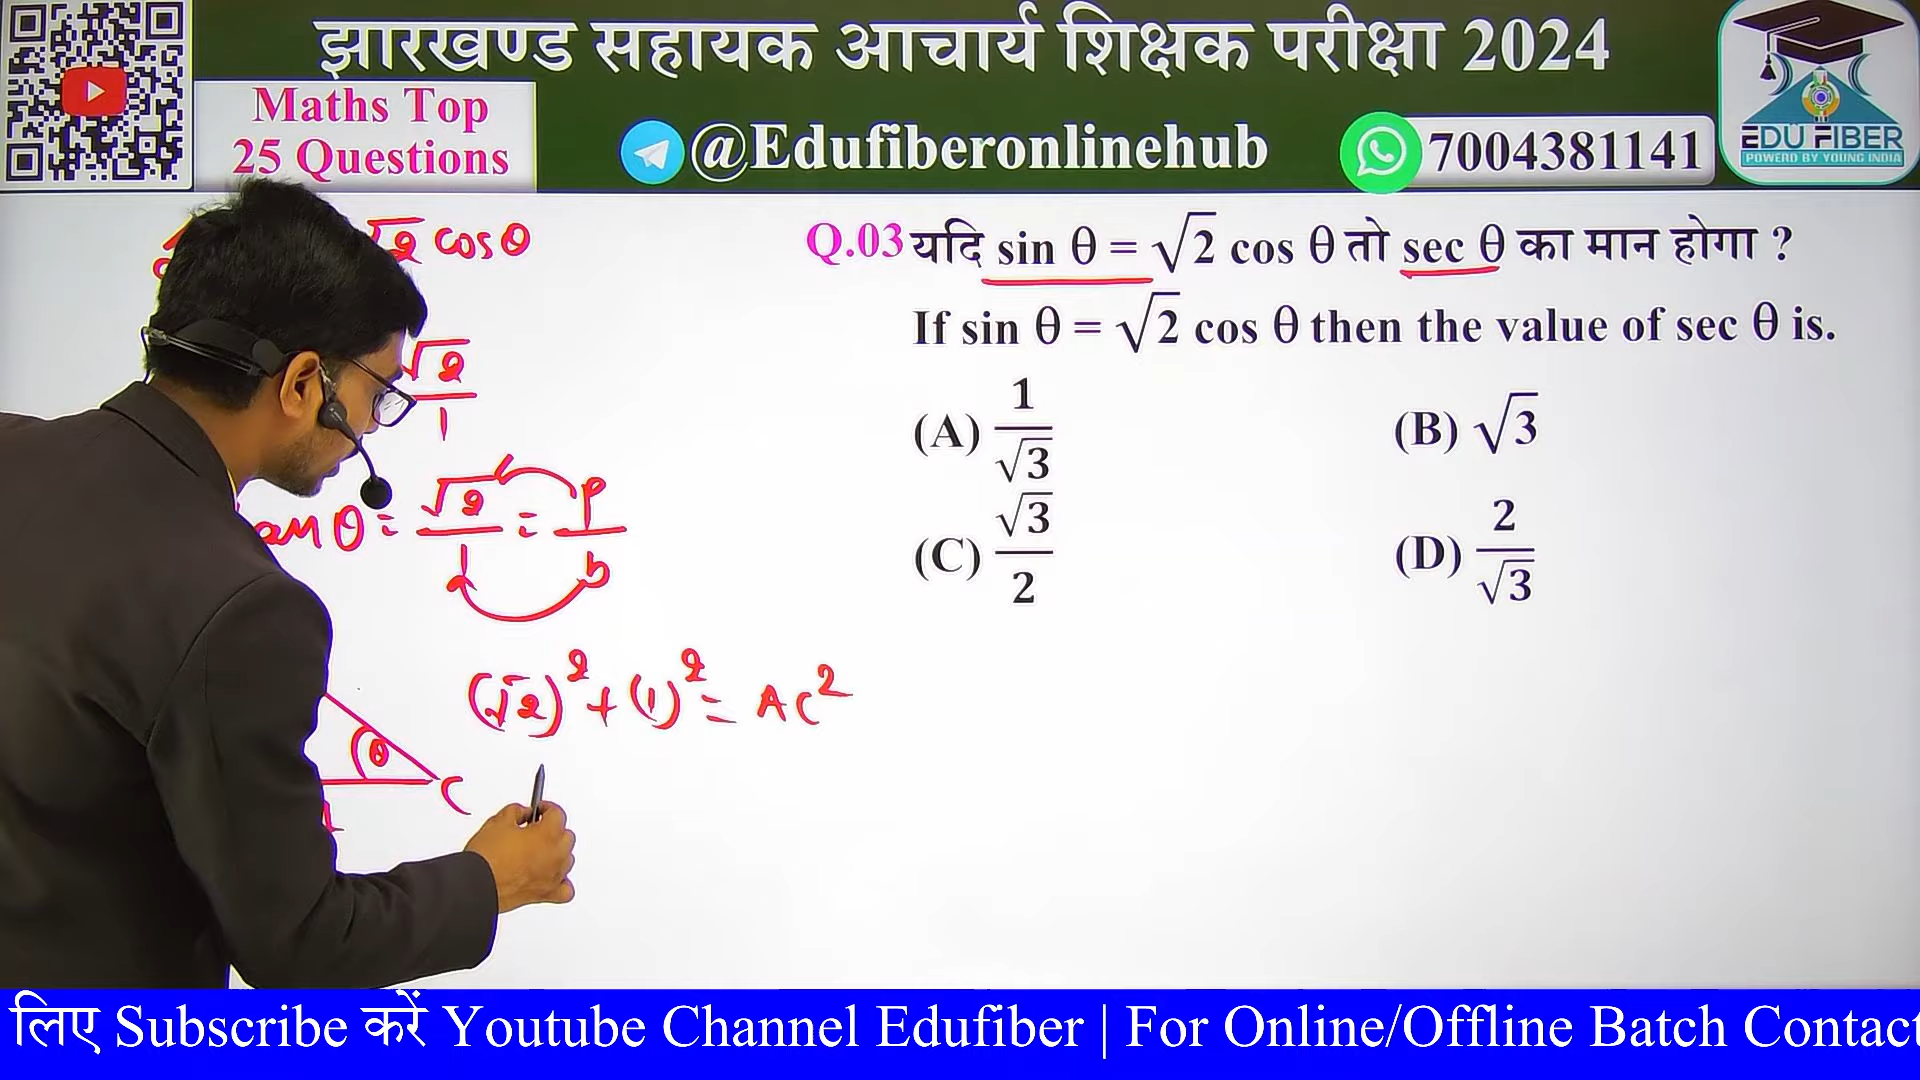 झारखण्ड सहायक आचार्य शिक्षक परीक्षा 2024
Maths Top
25 Questions
@Edufiberonlinehub
7004381141
EDU FIBER
POWERD BY YOUNG INDIA
√2 cos θ
√2
1
θ = √2/1 = p/b
(√2)² + (1)² = AC²
θ
C
Q.03 यदि sin θ = √2 cos θ तो sec θ का मान होगा ?
If sin θ = √2 cos θ then the value of sec θ is.
(A) 1/√3
(B) √3
(C) √3/2
(D) 2/√3
लिए Subscribe करें Youtube Channel Edufiber | For Online/Offline Batch Contact